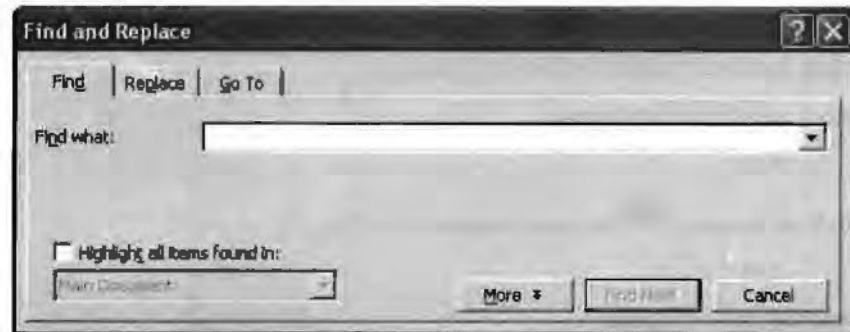 Find and Replace
Find Replace Go To
Find what:
Highlight all items found in:
Main Document
More Find Next Cancel